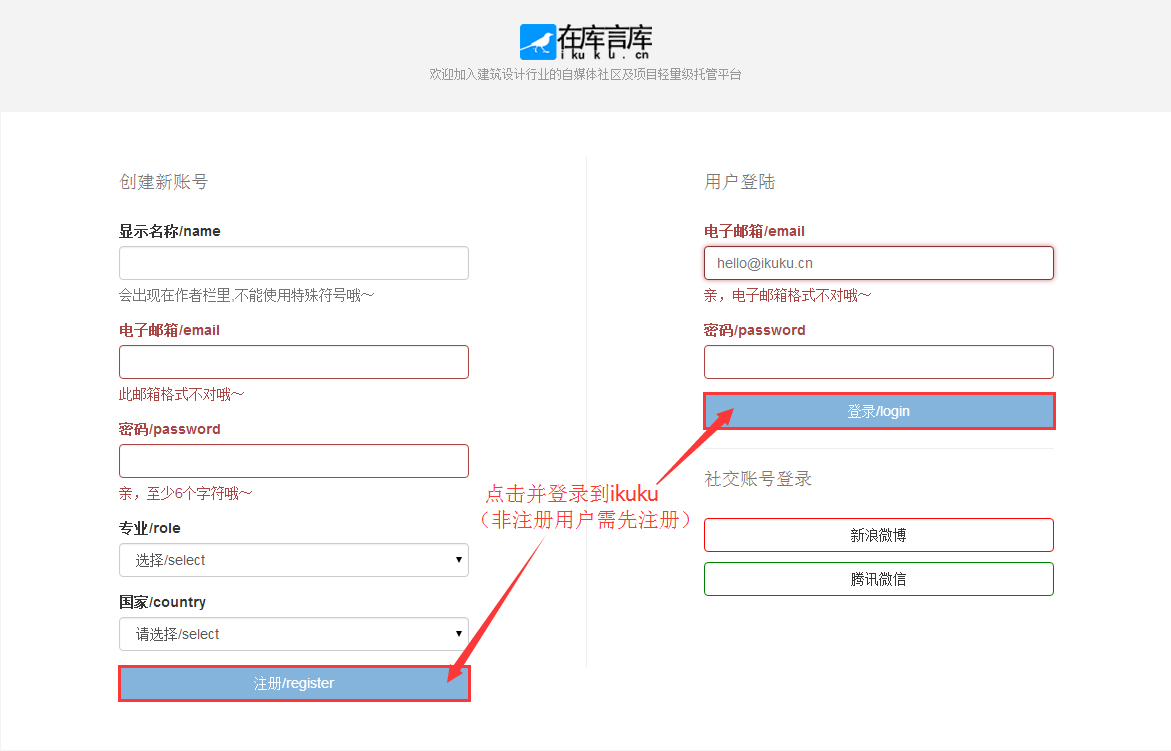 在库言库
ikuku.cn
欢迎加入建筑设计行业的自媒体社区及项目轻量级托管平台
创建新账号
显示名称/name
会出现在作者栏里,不能使用特殊符号哦～
电子邮箱/email
此邮箱格式不对哦～
密码/password
亲，至少6个字符哦～
专业/role
选择/select
国家/country
请选择/select
注册/register
点击并登录到ikuku
（非注册用户需先注册）
用户登陆
电子邮箱/email
hello@ikuku.cn
亲，电子邮箱格式不对哦～
密码/password
登录/login
社交账号登录
新浪微博
腾讯微信